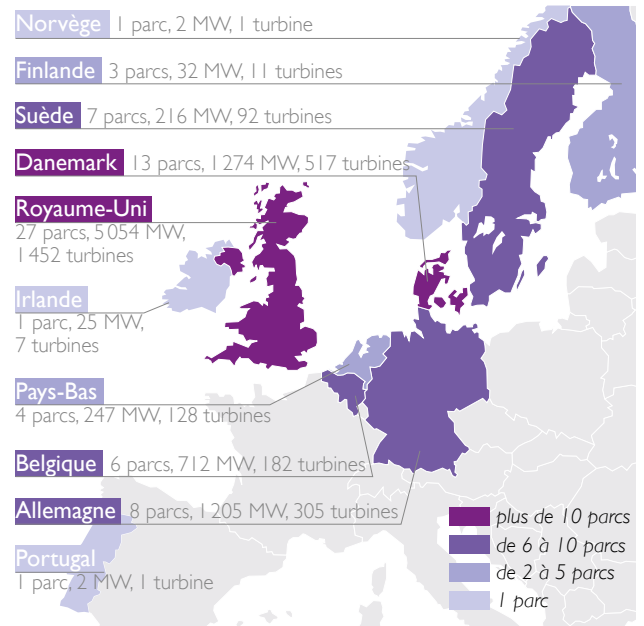 Norvège 1 parc, 2 MW, 1 turbine
Finlande 3 parcs, 32 MW, 11 turbines
Suède 7 parcs, 216 MW, 92 turbines
Danemark 13 parcs, 1 274 MW, 517 turbines
Royaume-Uni
27 parcs, 5 054 MW,
1 452 turbines
Irlande
1 parc, 25 MW,
7 turbines
Pays-Bas
4 parcs, 247 MW, 128 turbines
Belgique 6 parcs, 712 MW, 182 turbines
Allemagne 8 parcs, 1 205 MW, 305 turbines
Portugal
1 parc, 2 MW, 1 turbine
plus de 10 parcs
de 6 à 10 parcs
de 2 à 5 parcs
1 parc